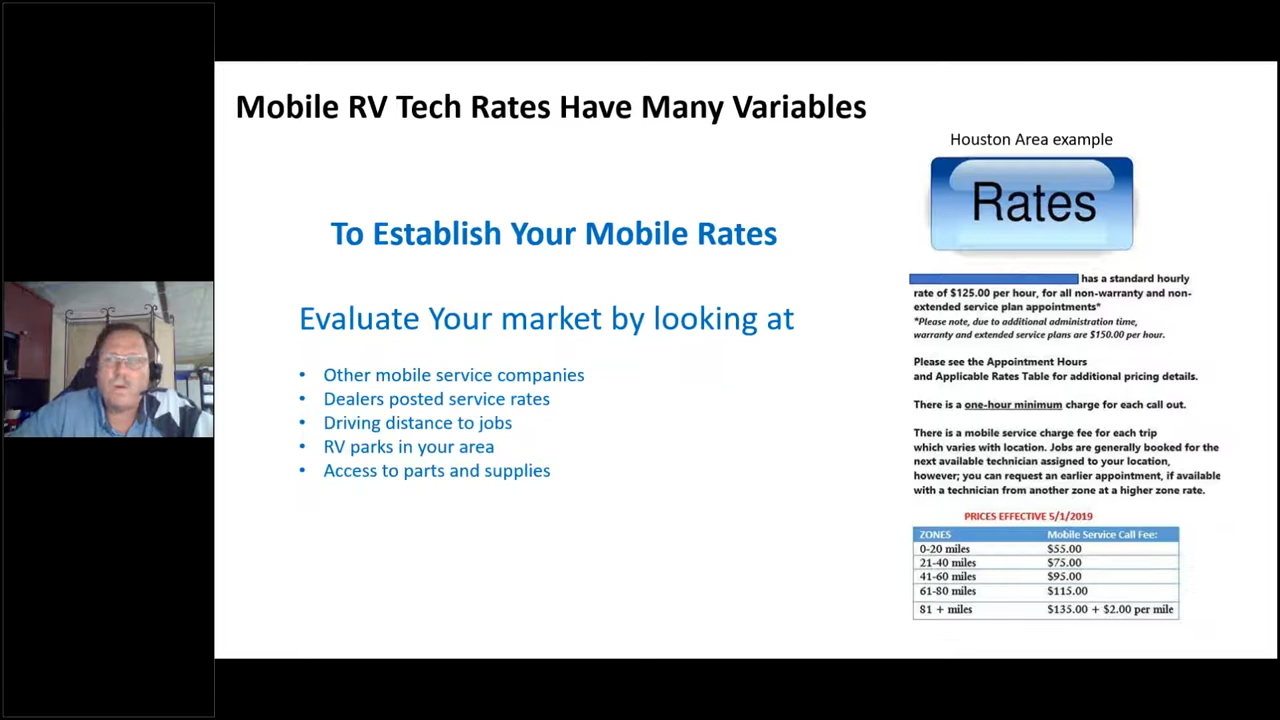 Mobile RV Tech Rates Have Many Variables
To Establish Your Mobile Rates
Evaluate Your market by looking at
• Other mobile service companies
• Dealers posted service rates
• Driving distance to jobs
• RV parks in your area
• Access to parts and supplies
Houston Area example
Rates
has a standard hourly
rate of $125.00 per hour, for all non-warranty and non-
extended service plan appointments*
*Please note, due to additional administration time,
warranty and extended service plans are $150.00 per hour.
Please see the Appointment Hours
and Applicable Rates Table for additional pricing details.
There is a one-hour minimum charge for each call out.
There is a mobile service charge fee for each trip
which varies with location. Jobs are generally booked for the
next available technician assigned to your location,
however; you can request an earlier appointment, if available
with a technician from another zone at a higher zone rate.
PRICES EFFECTIVE 5/1/2019
ZONES Mobile Service Call Fee:
0-20 miles $55.00
21-40 miles $75.00
41-60 miles $95.00
61-80 miles $115.00
81 + miles $135.00 + $2.00 per mile